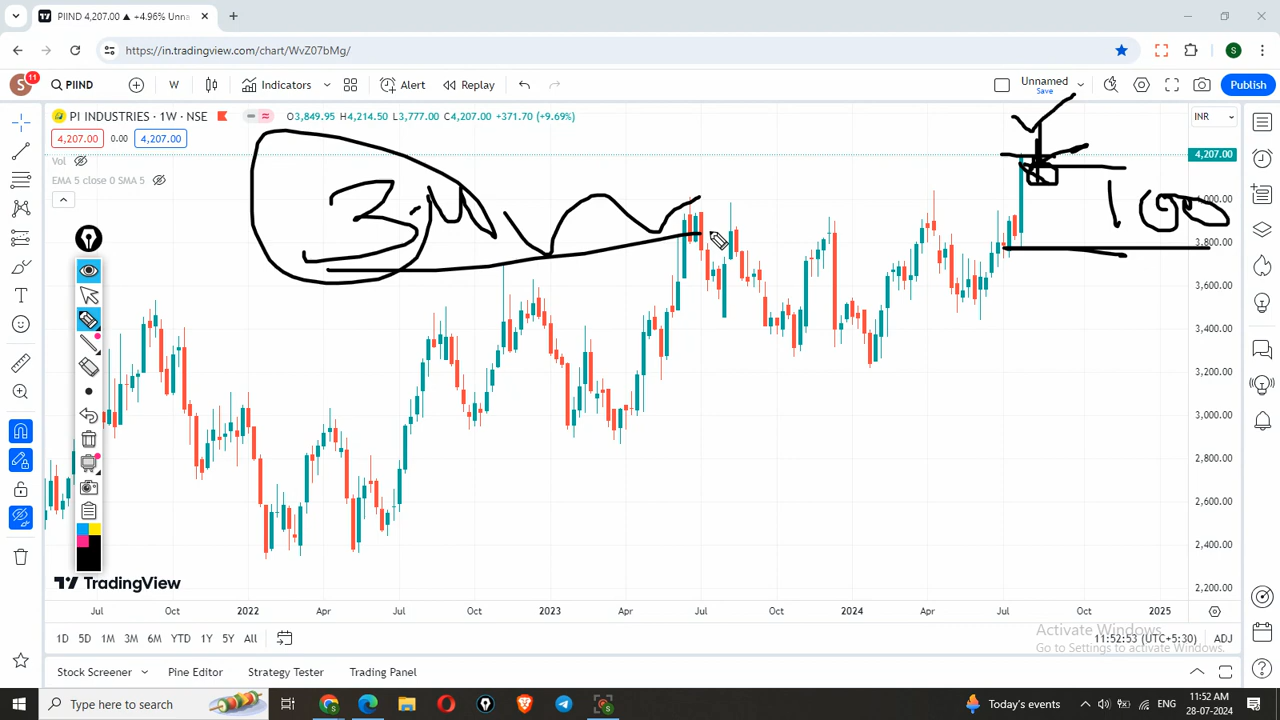 PIIND 4,207.00 ▲ +4.96% Unna
https://in.tradingview.com/chart/WvZ07bMg/
S
S 11 PIIND W Indicators Alert Replay Unnamed Save Publish
PI INDUSTRIES · 1W · NSE O3,849.95 H4,214.50 L3,777.00 C4,207.00 +371.70 (+9.69%) INR
4,207.00 0.00 4,207.00
4,207.00
Vol
EMA 5 close 0 SMA 5
100
3,800.00
3,600.00
3,400.00
3,200.00
3,000.00
2,800.00
2,600.00
2,400.00
2,200.00
TradingView
Jul Oct 2022 Apr Jul Oct 2023 Apr Jul Oct 2024 Apr Jul Oct 2025
1D 5D 1M 3M 6M YTD 1Y 5Y All
11:52:53 (UTC+5:30) ADJ
Activate Windows
Go to Settings to activate Windows.
Stock Screener Pine Editor Strategy Tester Trading Panel
Type here to search
Today's events
ENG
11:52 AM
28-07-2024